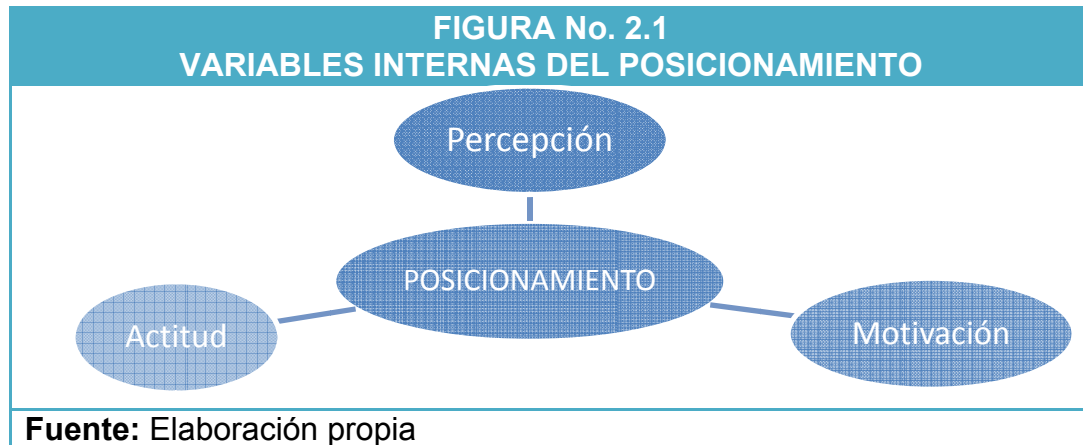 FIGURA No. 2.1
VARIABLES INTERNAS DEL POSICIONAMIENTO
Percepción
POSICIONAMIENTO
Actitud
Motivación
Fuente: Elaboración propia